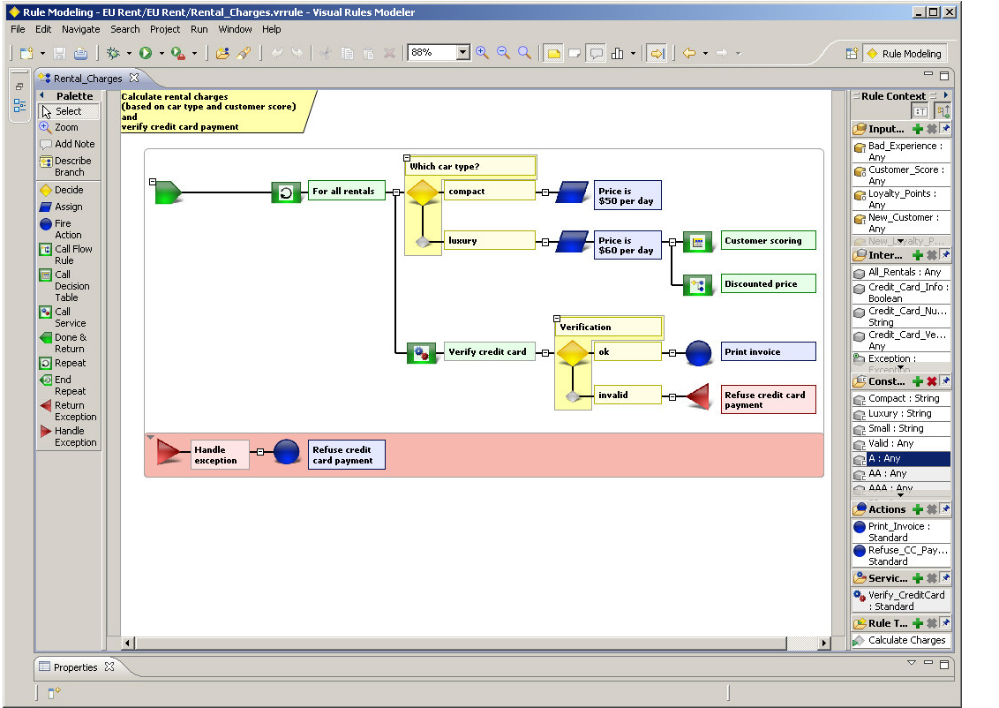 Rule Modeling - EU Rent/EU Rent/Rental_Charges.vrrule - Visual Rules Modeler
File Edit Navigate Search Project Run Window Help
88%
Rule Modeling
Rental_Charges
Palette
Select
Zoom
Add Note
Describe
Branch
Decide
Assign
Fire
Action
Call Flow
Rule
Call
Decision
Table
Call
Service
Done &
Return
Repeat
End
Repeat
Return
Exception
Handle
Exception
Calculate rental charges
(based on car type and customer score)
and
verify credit card payment
For all rentals
Which car type?
compact
Price is
$50 per day
luxury
Price is
$60 per day
Customer scoring
Discounted price
Verify credit card
Verification
ok
Print invoice
invalid
Refuse credit card
payment
Handle
exception
Refuse credit
card payment
Rule Context
Input...
Bad_Experience :
Any
Customer_Score :
Any
Loyalty_Points :
Any
New_Customer :
Any
New_Loyalty_P...
Inter...
All_Rentals : Any
Credit_Card_Info :
Boolean
Credit_Card_Nu...
String
Credit_Card_Ve...
Any
Exception :
Exception
Const...
Compact : String
Luxury : String
Small : String
Valid : Any
A : Any
AA : Any
AAA : Any
Actions
Print_Invoice :
Standard
Refuse_CC_Pay...
Standard
Servic...
Verify_CreditCard
: Standard
Rule T...
Calculate Charges
Properties